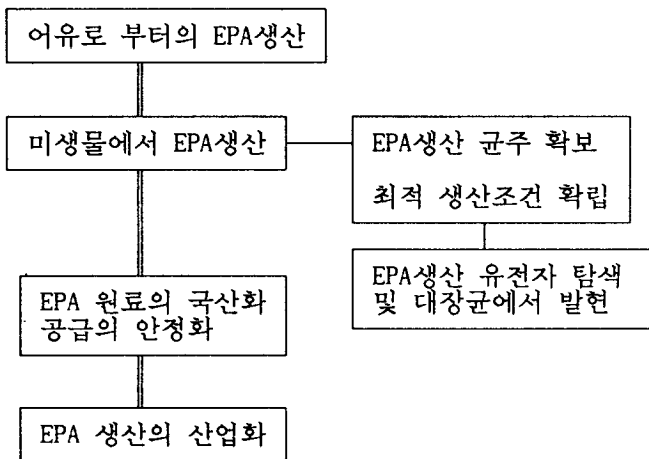 어유로 부터의 EPA생산
미생물에서 EPA생산
EPA생산 균주 확보
최적 생산조건 확립
EPA생산 유전자 탐색
및 대장균에서 발현
EPA 원료의 국산화
공급의 안정화
EPA 생산의 산업화